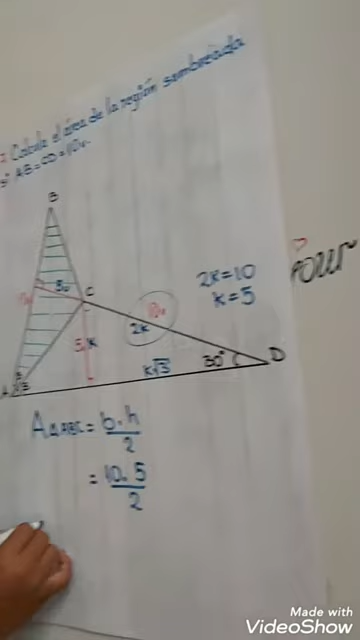 Calcula el área de la región sombreada
si AB=CD=10u.
B
10u
5u
C
10u
2k
5
k
2k=10
k=5
A
k√3
30°
D
A△ABC = b.h/2
= 10.5/2
Made with
VideoShow